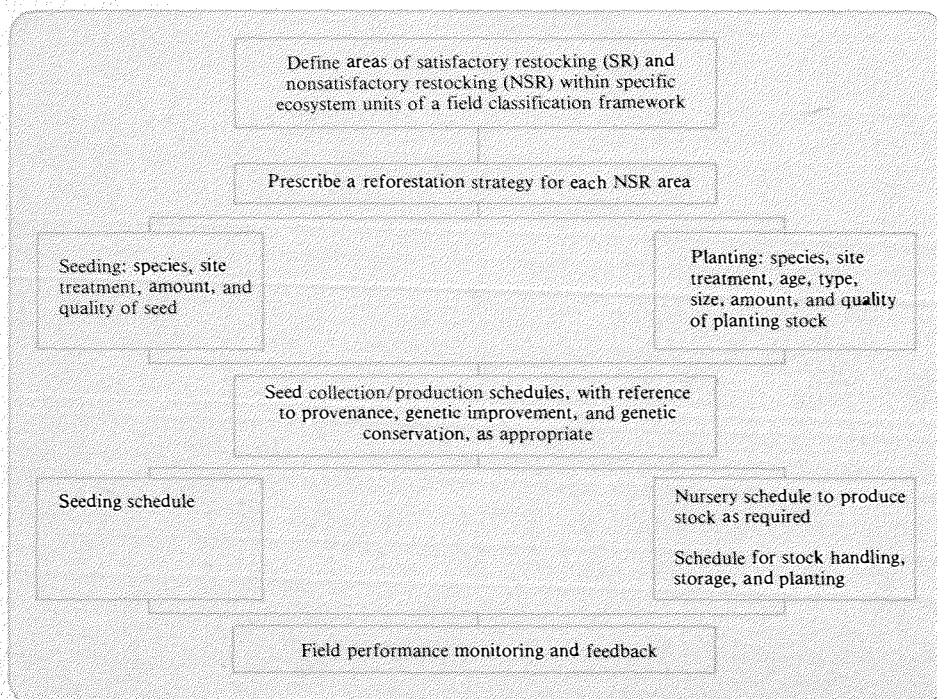 Define areas of satisfactory restocking (SR) and
nonsatisfactory restocking (NSR) within specific
ecosystem units of a field classification framework
Prescribe a reforestation strategy for each NSR area
Seeding: species, site
treatment, amount, and
quality of seed
Planting: species, site
treatment, age, type,
size, amount, and quality
of planting stock
Seed collection/production schedules, with reference
to provenance, genetic improvement, and genetic
conservation, as appropriate
Seeding schedule
Nursery schedule to produce
stock as required
Schedule for stock handling,
storage, and planting
Field performance monitoring and feedback